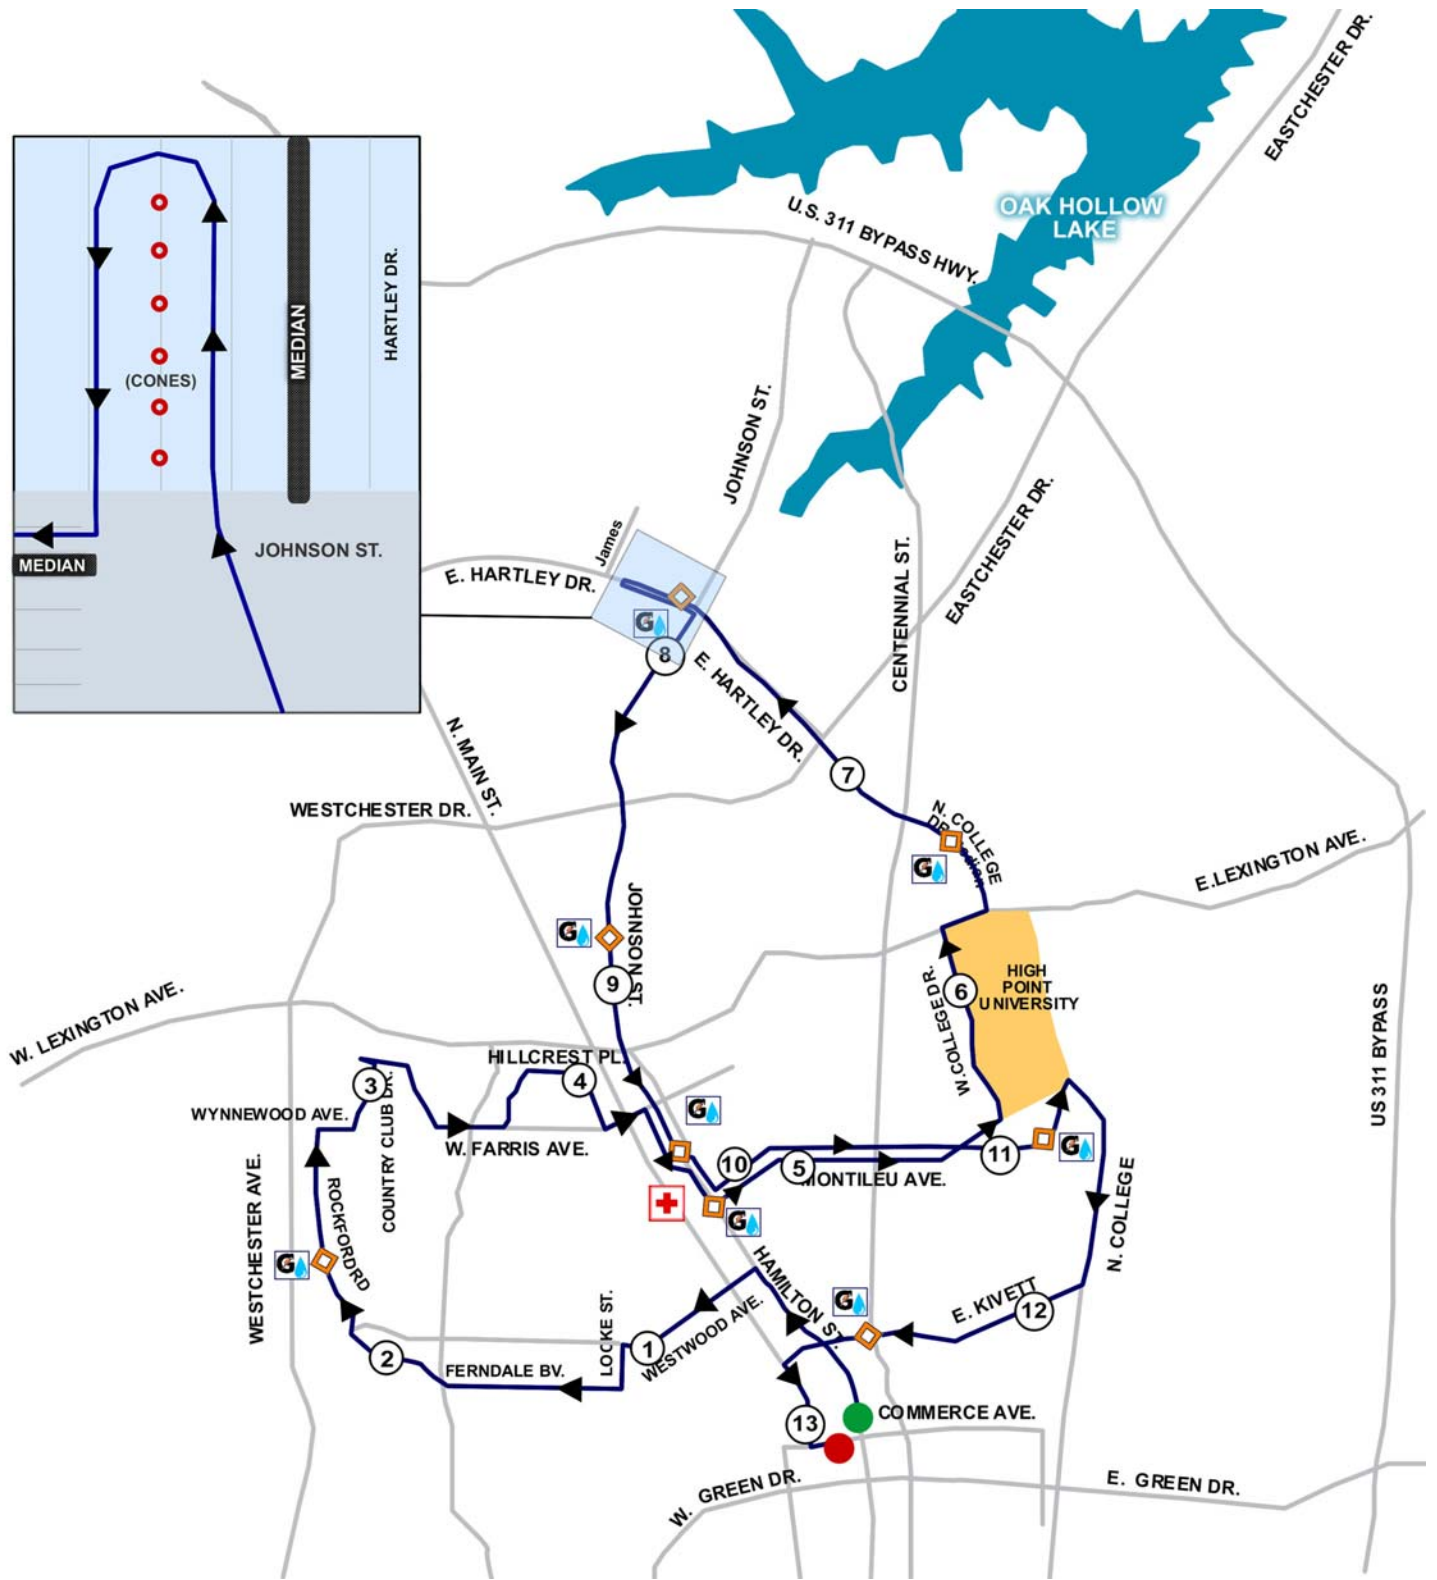 EASTCHESTER DR.
OAK HOLLOW
LAKE
U.S. 311 BYPASS HWY.
HARTLEY DR.
MEDIAN
(CONES)
JOHNSON ST.
MEDIAN
JOHNSON ST.
James
E. HARTLEY DR.
EASTCHESTER DR.
CENTENNIAL ST.
G
8
E. HARTLEY DR.
N. MAIN ST.
7
WESTCHESTER DR.
N. COLLEGE
G
E.LEXINGTON AVE.
G
JOHNSON ST.
9
HIGH
POINT
UNIVERSITY
6
W.COLLEGE DR.
US 311 BYPASS
W. LEXINGTON AVE.
HILLCREST PL.
3
4
COUNTRY CLUB DR.
WYNNEWOOD AVE.
G
W. FARRIS AVE.
10
5
11
G
MONTILEU AVE.
WESTCHESTER AVE.
ROCKFORD RD
G
N. COLLEGE
G
HAMILTON ST.
G
E. KIVETT
12
LOCKE ST.
WESTWOOD AVE.
1
2
FERNDALE BV.
13
COMMERCE AVE.
W. GREEN DR.
E. GREEN DR.